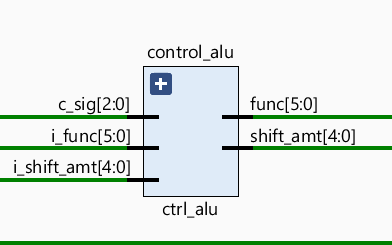 control_alu
c_sig[2:0]
func[5:0]
i_func[5:0]
shift_amt[4:0]
i_shift_amt[4:0]
ctrl_alu